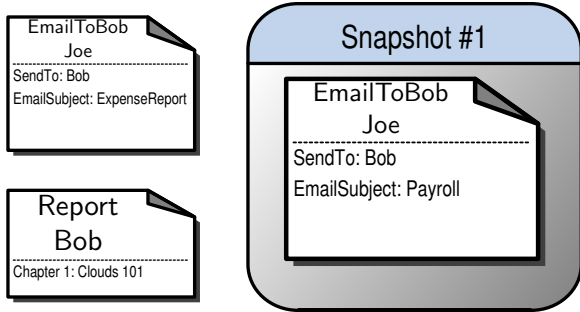 EmailToBob
Joe
SendTo: Bob
EmailSubject: ExpenseReport
Report
Bob
Chapter 1: Clouds 101
Snapshot #1
EmailToBob
Joe
SendTo: Bob
EmailSubject: Payroll